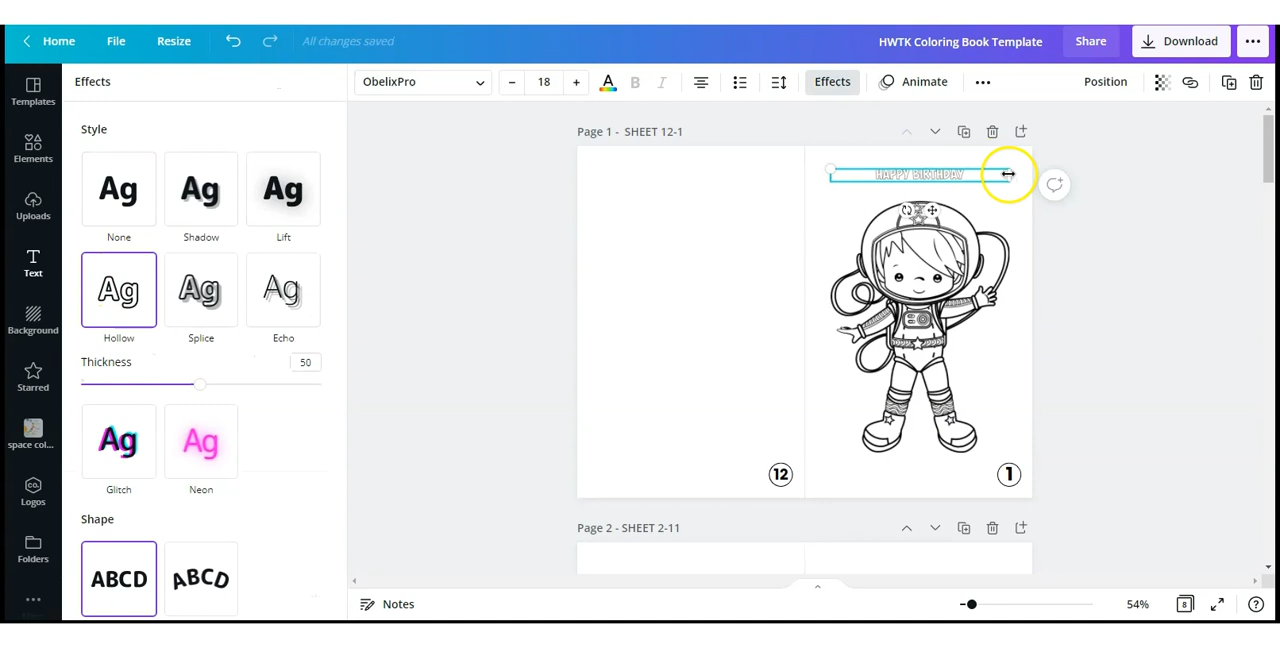 Home File Resize All changes saved HWTK Coloring Book Template Share Download
Effects ObelixPro 18 A B I Effects Animate Position
Templates
Style
Page 1 - SHEET 12-1
Elements
Ag Ag Ag
HAPPY BIRTHDAY
Uploads
None Shadow Lift
T
Text
Ag Ag Ag
Background
Hollow Splice Echo
Thickness 50
Starred
space col...
Ag Ag
co.
Logos
Glitch Neon
12 1
Shape
Page 2 - SHEET 2-11
Folders
ABCD ABCD
Notes 54% 8 ?